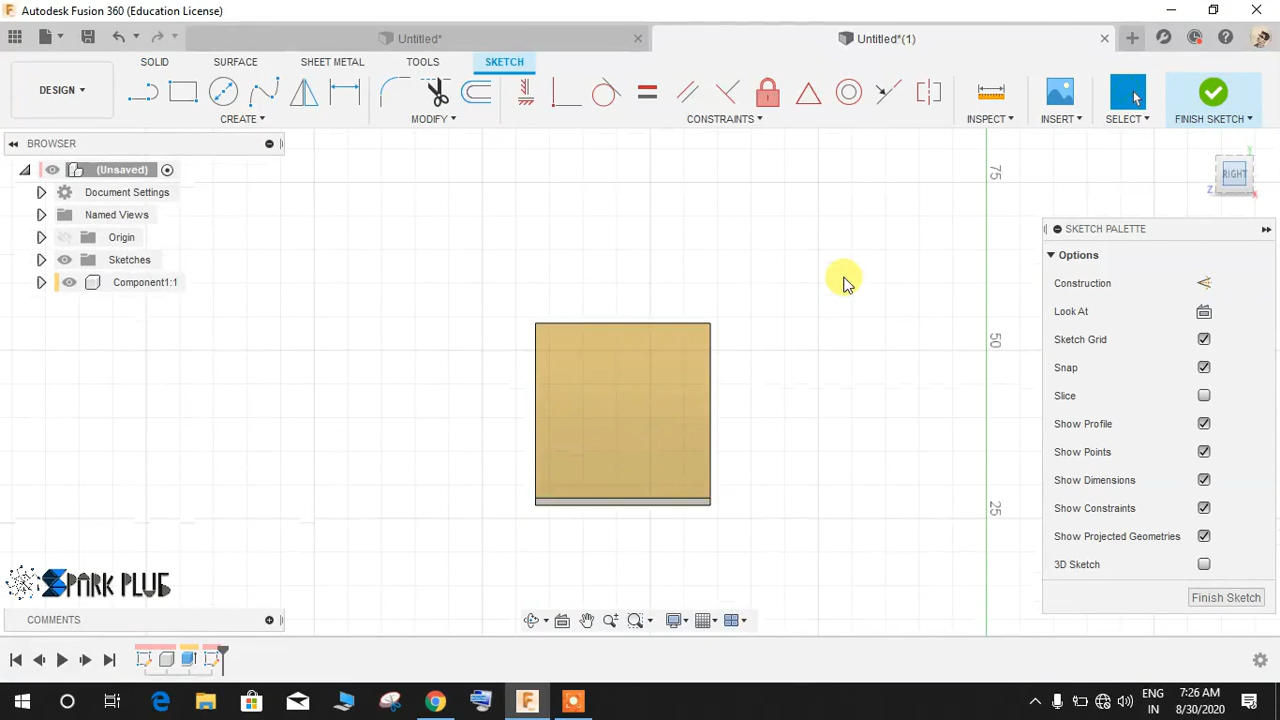 Autodesk Fusion 360 (Education License)
Untitled*
Untitled*(1)
SOLID SURFACE SHEET METAL TOOLS SKETCH
DESIGN
CREATE MODIFY CONSTRAINTS INSPECT INSERT SELECT FINISH SKETCH
BROWSER
(Unsaved)
Document Settings
Named Views
Origin
Sketches
Component1:1
75
50
25
Y
RIGHT
Z
X
SKETCH PALETTE
Options
Construction
Look At
Sketch Grid
Snap
Slice
Show Profile
Show Points
Show Dimensions
Show Constraints
Show Projected Geometries
3D Sketch
Finish Sketch
SPARK PLUG
COMMENTS
ENG
IN
7:26 AM
8/30/2020